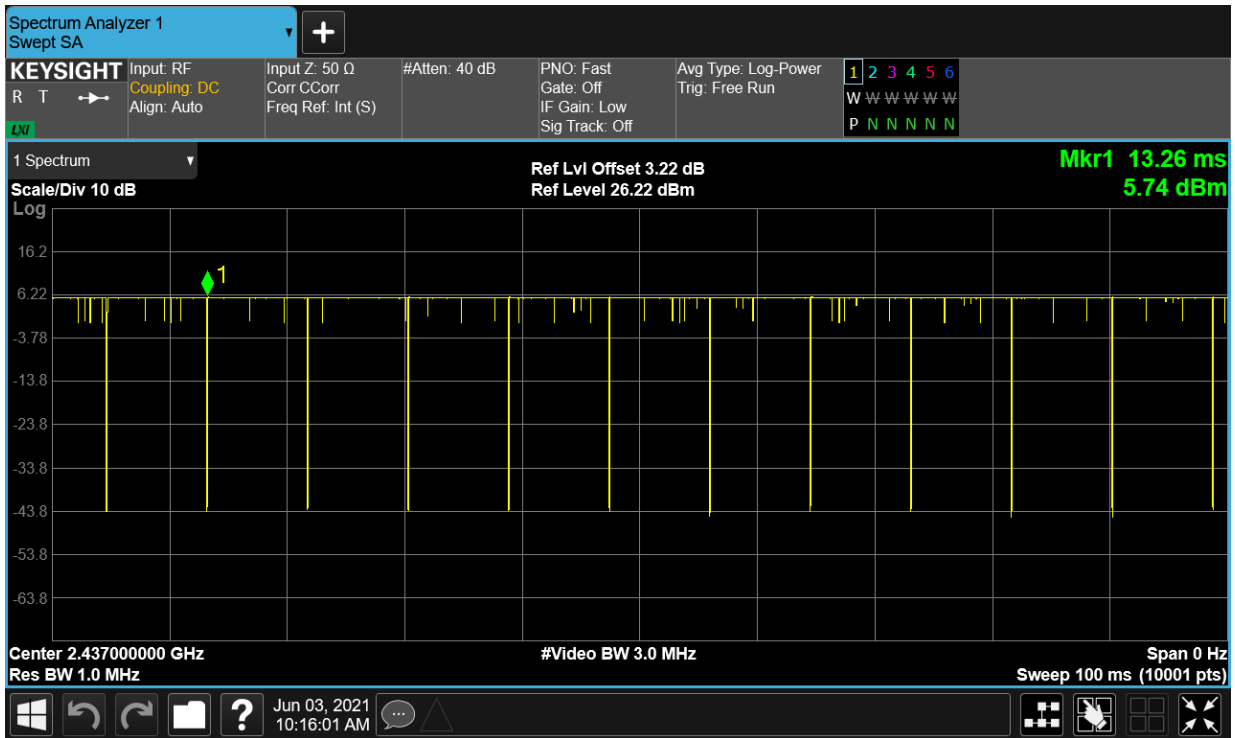 Spectrum Analyzer 1
Swept SA
+
KEYSIGHT Input: RF Input Z: 50 Ω #Atten: 40 dB PNO: Fast Avg Type: Log-Power 1 2 3 4 5 6
R T Coupling: DC Corr CCorr Gate: Off Trig: Free Run W W W W W W
Align: Auto Freq Ref: Int (S) IF Gain: Low P N N N N N
LXI Sig Track: Off
1 Spectrum Ref Lvl Offset 3.22 dB Mkr1 13.26 ms
Scale/Div 10 dB Ref Level 26.22 dBm 5.74 dBm
Log
16.2
1
6.22
-3.78
-13.8
-23.8
-33.8
-43.8
-53.8
-63.8
Center 2.437000000 GHz #Video BW 3.0 MHz Span 0 Hz
Res BW 1.0 MHz Sweep 100 ms (10001 pts)
? Jun 03, 2021
10:16:01 AM